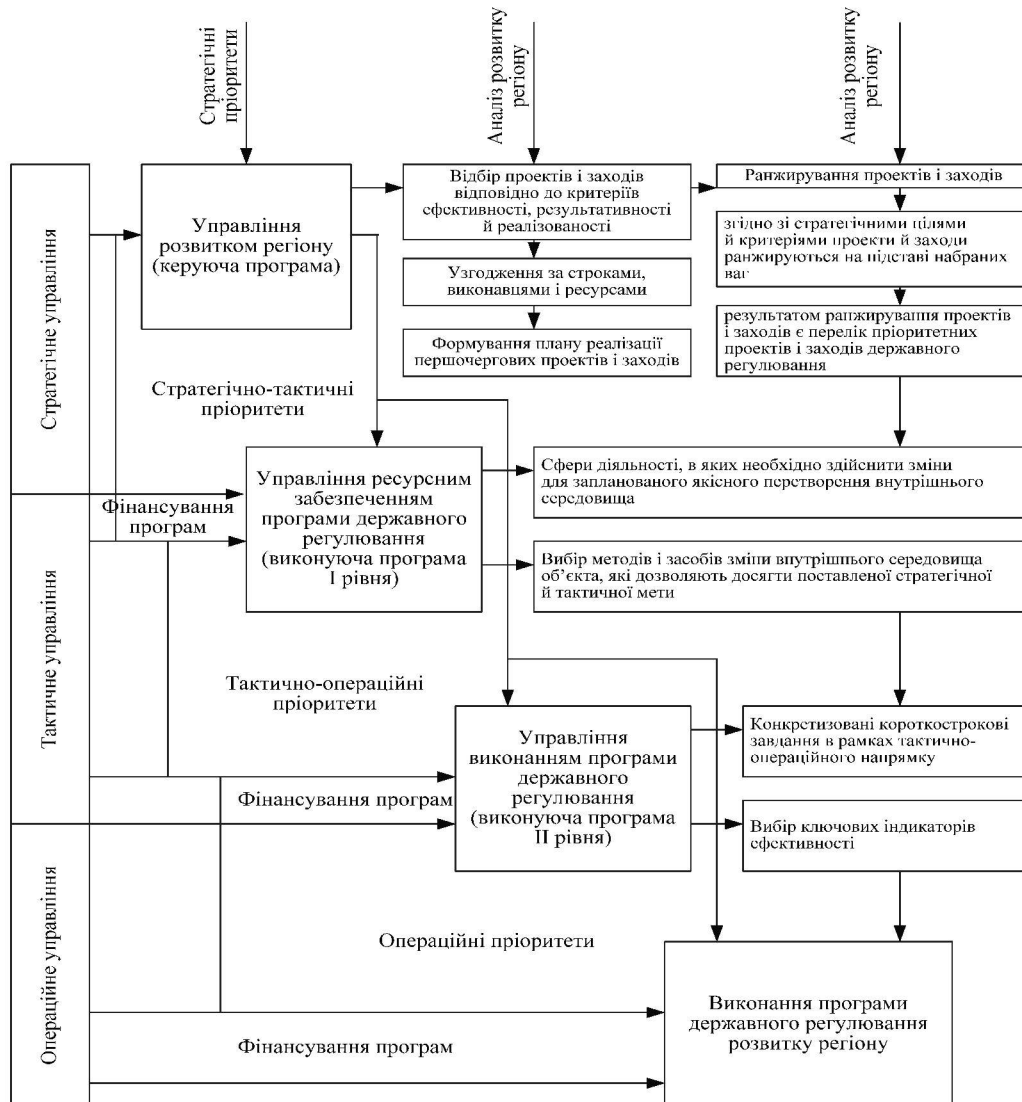 Стратегічні
пріоритети
Аналіз розвитку
регіону
Аналіз розвитку
регіону
Стратегічне управління
Управління
розвитком регіону
(керуюча програма)
Відбір проектів і заходів
відповідно до критеріїв
ефективності, результативності
й реалізованості
Ранжирування проектів і заходів
згідно зі стратегічними цілями
й критеріями проекти й заходи
ранжируються на підставі набраних
ваг
Узгодження за строками,
виконавцями і ресурсами
результатом ранжирування проектів
і заходів є перелік пріоритетних
проектів і заходів державного
регулювання
Формування плану реалізації
першочергових проектів і заходів
Стратегічно-тактичні
пріоритети
Фінансування
програм
Управління ресурсним
забезпеченням
програми державного
регулювання
(виконуюча програма
I рівня)
Сфери діяльності, в яких необхідно здійснити зміни
для запланованого якісного перетворення внутрішнього
середовища
Вибір методів і засобів зміни внутрішнього середовища
об’єкта, які дозволяють досягти поставленої стратегічної
й тактичної мети
Тактичне управління
Тактично-операційні
пріоритети
Фінансування програм
Управління
виконанням програми
державного
регулювання
(виконуюча програма
II рівня)
Конкретизовані короткострокові
завдання в рамках тактично-
операційного напрямку
Вибір ключових індикаторів
ефективності
Операційне управління
Операційні пріоритети
Фінансування програм
Виконання програми
державного регулювання
розвитку регіону